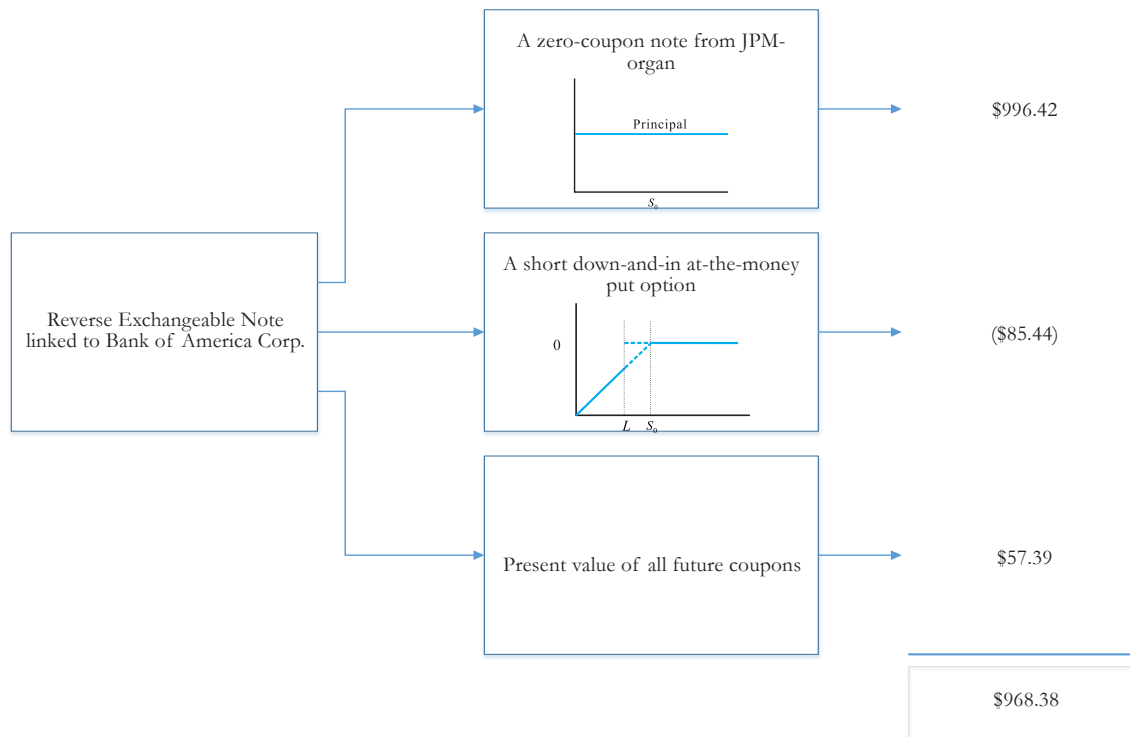 A zero-coupon note from JPM-
organ
Principal
S₀
$996.42
Reverse Exchangeable Note
linked to Bank of America Corp.
A short down-and-in at-the-money
put option
0
L S₀
($85.44)
Present value of all future coupons
$57.39
$968.38